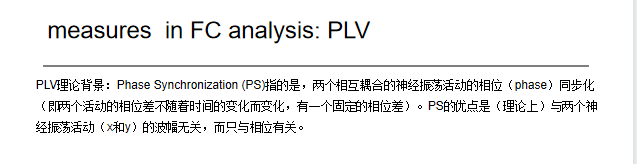 measures  in FC analysis: PLV
PLV理论背景：Phase Synchronization (PS)指的是，两个相互耦合的神经振荡活动的相位（phase）同步化
（即两个活动的相位差不随着时间的变化而变化，有一个固定的相位差）。PS的优点是（理论上）与两个神
经振荡活动（x和y）的波幅无关，而只与相位有关。